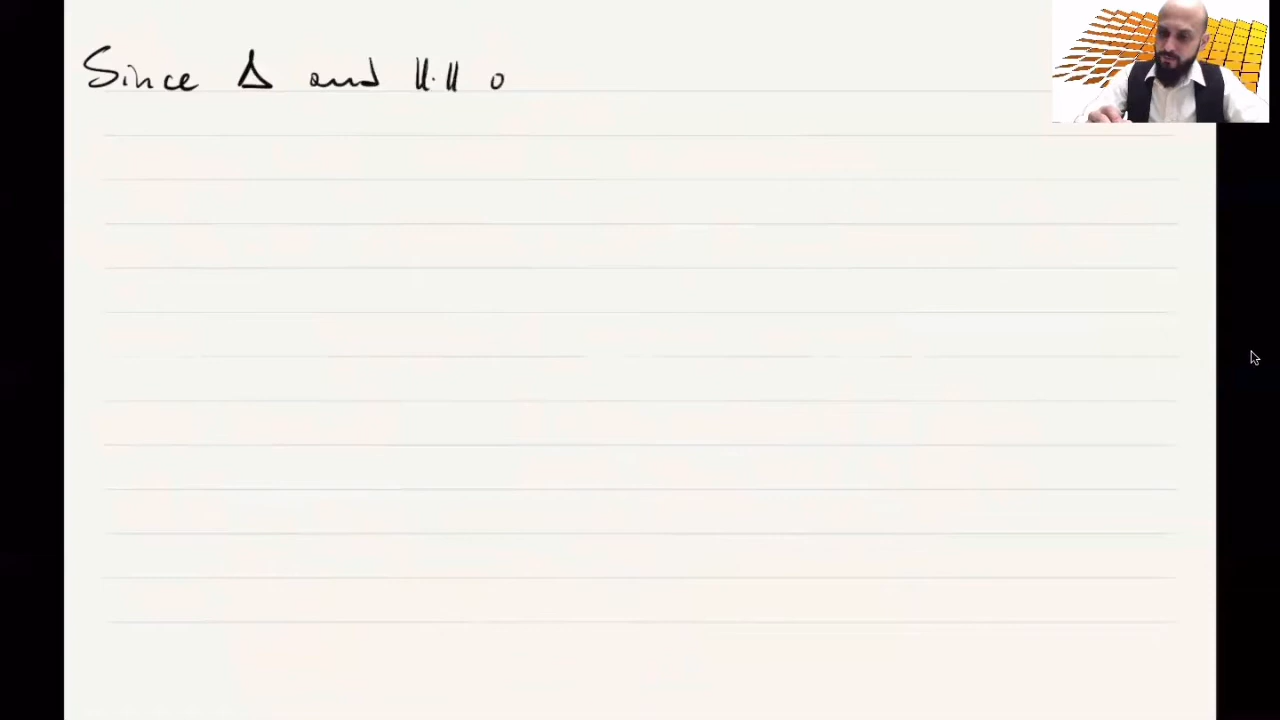 Since Δ and ||·|| o